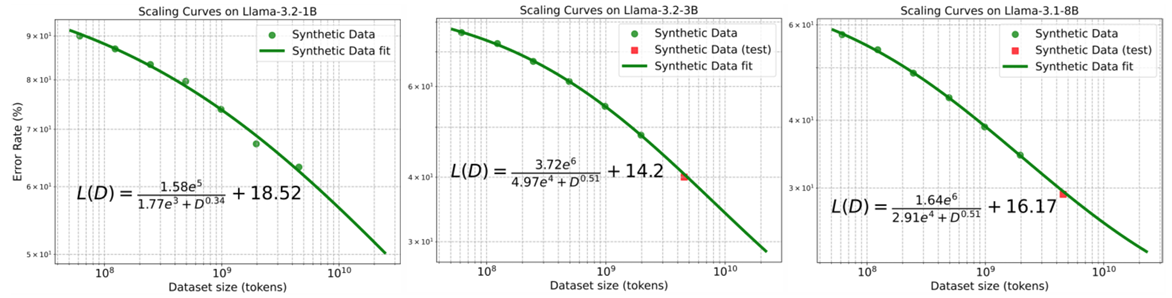 Scaling Curves on Llama-3.2-1B
Error Rate (%)
9 × 10¹
8 × 10¹
7 × 10¹
6 × 10¹
5 × 10¹
Synthetic Data
Synthetic Data fit
L(D) = 1.58e⁵ / 1.77e³ + D⁰·³⁴ + 18.52
10⁸ 10⁹ 10¹⁰
Dataset size (tokens)
Scaling Curves on Llama-3.2-3B
6 × 10¹
4 × 10¹
3 × 10¹
Synthetic Data
Synthetic Data (test)
Synthetic Data fit
L(D) = 3.72e⁶ / 4.97e⁴ + D⁰·⁵¹ + 14.2
10⁸ 10⁹ 10¹⁰
Dataset size (tokens)
Scaling Curves on Llama-3.1-8B
6 × 10¹
4 × 10¹
3 × 10¹
Synthetic Data
Synthetic Data (test)
Synthetic Data fit
L(D) = 1.64e⁶ / 2.91e⁴ + D⁰·⁵¹ + 16.17
10⁸ 10⁹ 10¹⁰
Dataset size (tokens)